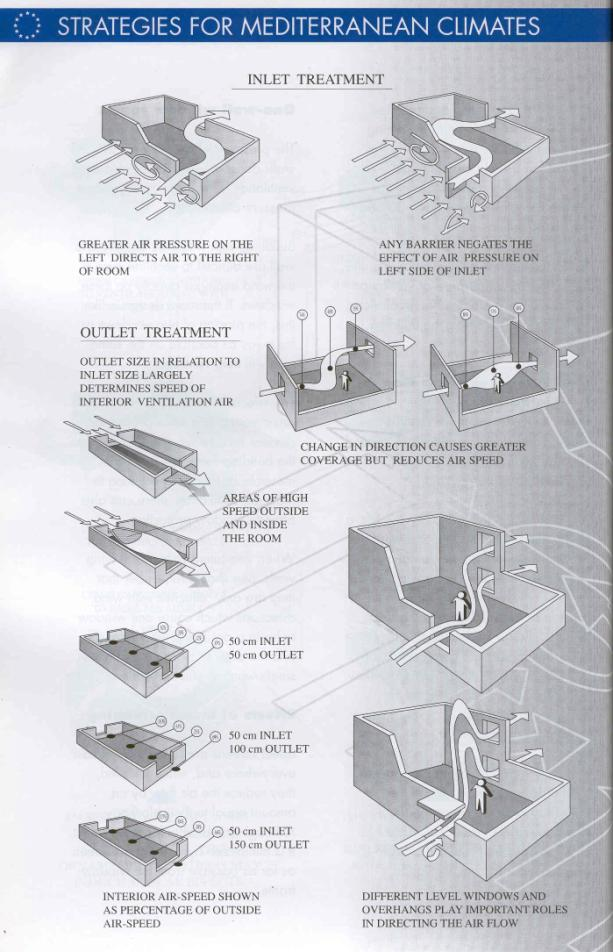 STRATEGIES FOR MEDITERRANEAN CLIMATES
INLET TREATMENT
GREATER AIR PRESSURE ON THE
LEFT DIRECTS AIR TO THE RIGHT
OF ROOM
ANY BARRIER NEGATES THE
EFFECT OF AIR PRESSURE ON
LEFT SIDE OF INLET
OUTLET TREATMENT
OUTLET SIZE IN RELATION TO
INLET SIZE LARGELY
DETERMINES SPEED OF
INTERIOR VENTILATION AIR
CHANGE IN DIRECTION CAUSES GREATER
COVERAGE BUT REDUCES AIR SPEED
AREAS OF HIGH
SPEED OUTSIDE
AND INSIDE
THE ROOM
50 cm INLET
50 cm OUTLET
50 cm INLET
100 cm OUTLET
50 cm INLET
150 cm OUTLET
INTERIOR AIR-SPEED SHOWN
AS PERCENTAGE OF OUTSIDE
AIR-SPEED
DIFFERENT LEVEL WINDOWS AND
OVERHANGS PLAY IMPORTANT ROLES
IN DIRECTING THE AIR FLOW